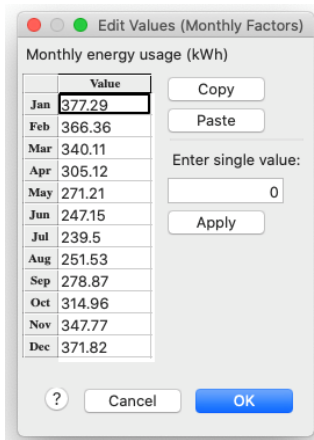 Edit Values (Monthly Factors)
Monthly energy usage (kWh)
Value
Jan 377.29
Feb 366.36
Mar 340.11
Apr 305.12
May 271.21
Jun 247.15
Jul 239.5
Aug 251.53
Sep 278.87
Oct 314.96
Nov 347.77
Dec 371.82
Copy
Paste
Enter single value:
0
Apply
? Cancel OK